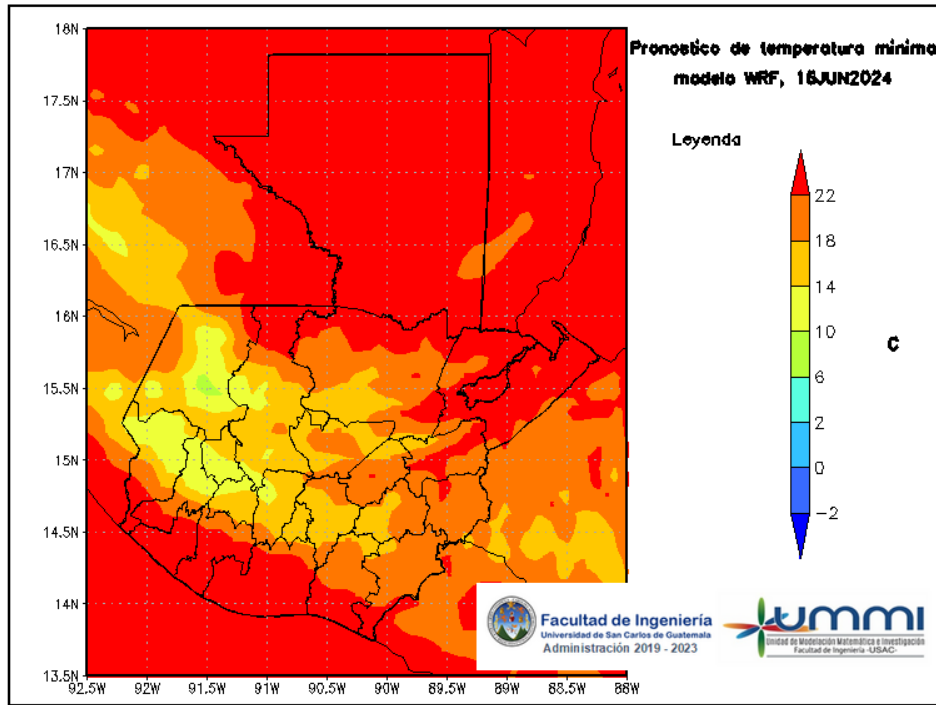 Pronostico de temperatura minima
modelo WRF, 16JUN2024
Leyenda
22
18
14
10
6
2
0
-2
C
18N
17.5N
17N
16.5N
16N
15.5N
15N
14.5N
14N
13.5N
92.5W 92W 91.5W 91W 90.5W 90W 89.5W 89W 88.5W 88W
Facultad de Ingeniería
Universidad de San Carlos de Guatemala
Administración 2019 - 2023
ummi
Unidad de Modelación Matemática e Investigación
Facultad de Ingeniería -USAC-